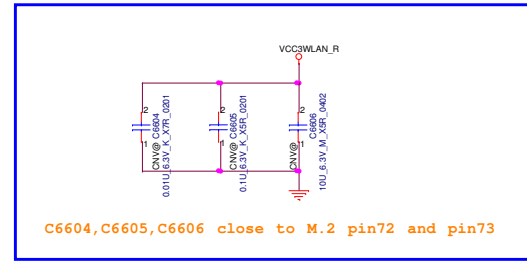 VCC3WLAN_R
2
1
CNV@ C6604
0.01U_6.3V_K_X7R_0201
2
1
CNV@ C6605
0.1U_6.3V_K_X5R_0201
2
1
CNV@ C6606
10U_6.3V_M_X5R_0402
C6604,C6605,C6606 close to M.2 pin72 and pin73